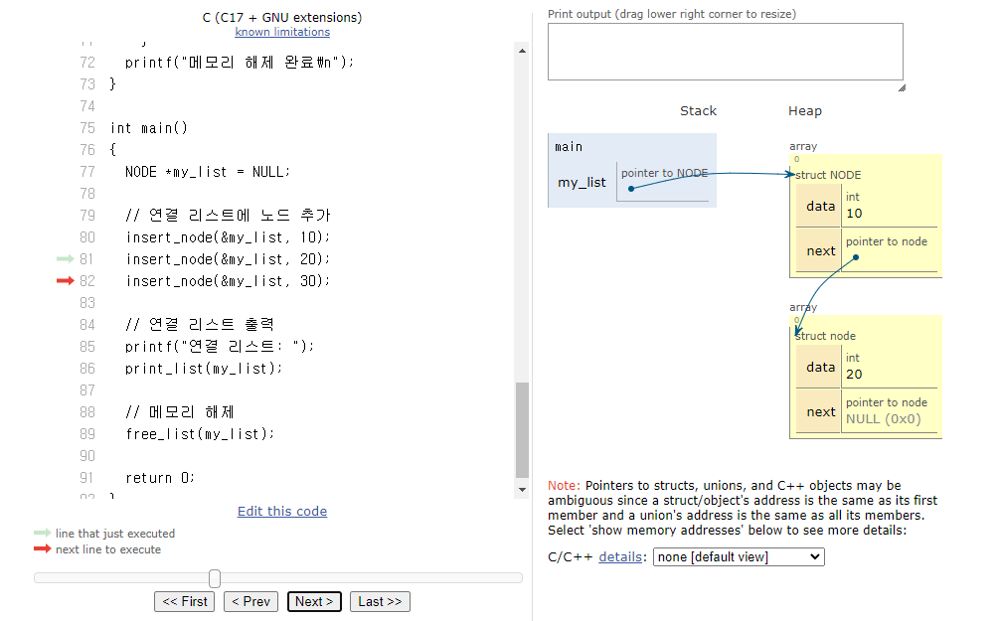 C (C17 + GNU extensions)
known limitations
71 }
72 printf("메모리 해제 완료₩n");
73 }
74
75 int main()
76 {
77 NODE *my_list = NULL;
78
79 // 연결 리스트에 노드 추가
80 insert_node(&my_list, 10);
81 insert_node(&my_list, 20);
82 insert_node(&my_list, 30);
83
84 // 연결 리스트 출력
85 printf("연결 리스트: ");
86 print_list(my_list);
87
88 // 메모리 해제
89 free_list(my_list);
90
91 return 0;
92 }
Edit this code
line that just executed
next line to execute
<< First
< Prev
Next >
Last >>
Print output (drag lower right corner to resize)
Stack
Heap
main
my_list
pointer to NODE
array
0
struct NODE
data
int
10
next
pointer to node
array
0
struct node
data
int
20
next
pointer to node
NULL (0x0)
Note: Pointers to structs, unions, and C++ objects may be
ambiguous since a struct/object's address is the same as its first
member and a union's address is the same as all its members.
Select 'show memory addresses' below to see more details:
C/C++ details: none [default view]